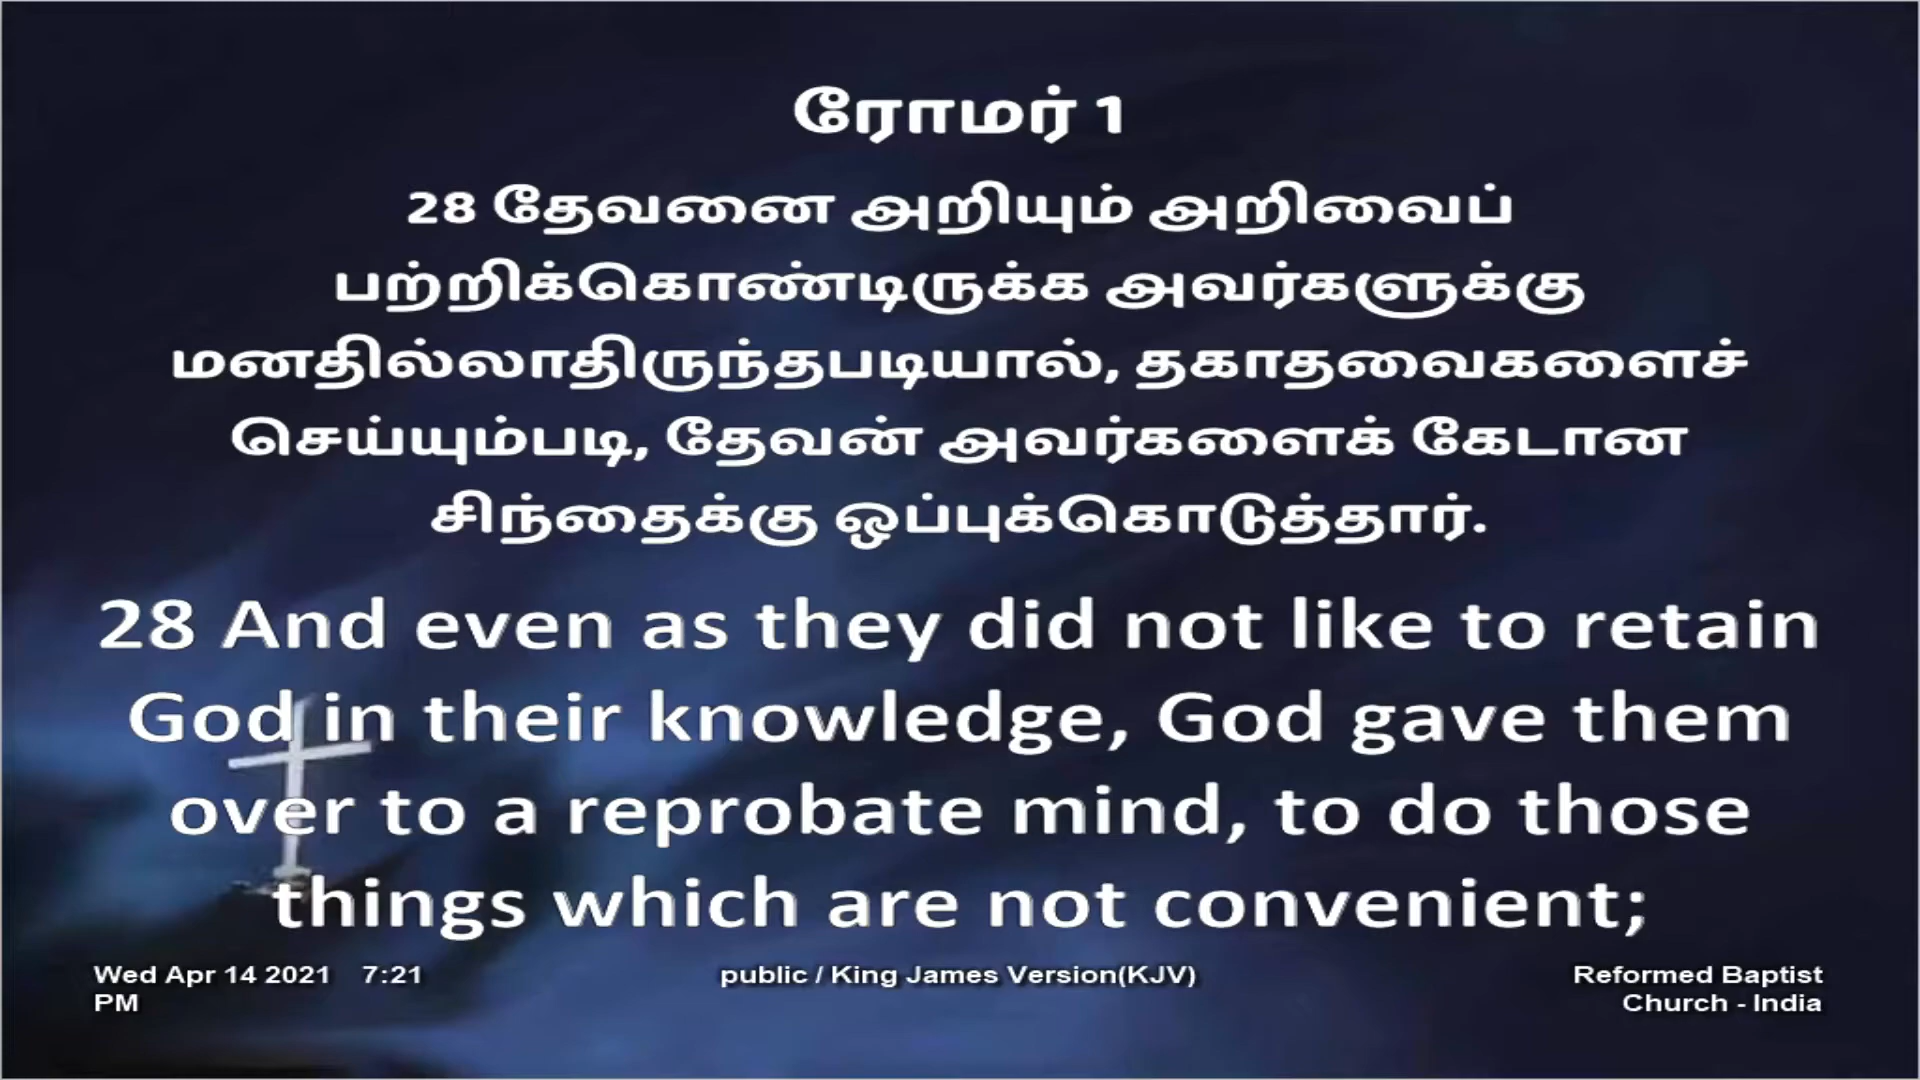 ரோமர் 1
28 தேவனை அறியும் அறிவைப்
பற்றிக்கொண்டிருக்க அவர்களுக்கு
மனதில்லாதிருந்தபடியால், தகாதவைகளைச்
செய்யும்படி, தேவன் அவர்களைக் கேடான
சிந்தைக்கு ஒப்புக்கொடுத்தார்.
28 And even as they did not like to retain
God in their knowledge, God gave them
over to a reprobate mind, to do those
things which are not convenient;
Wed Apr 14 2021 7:21
PM
public / King James Version(KJV)
Reformed Baptist
Church - India